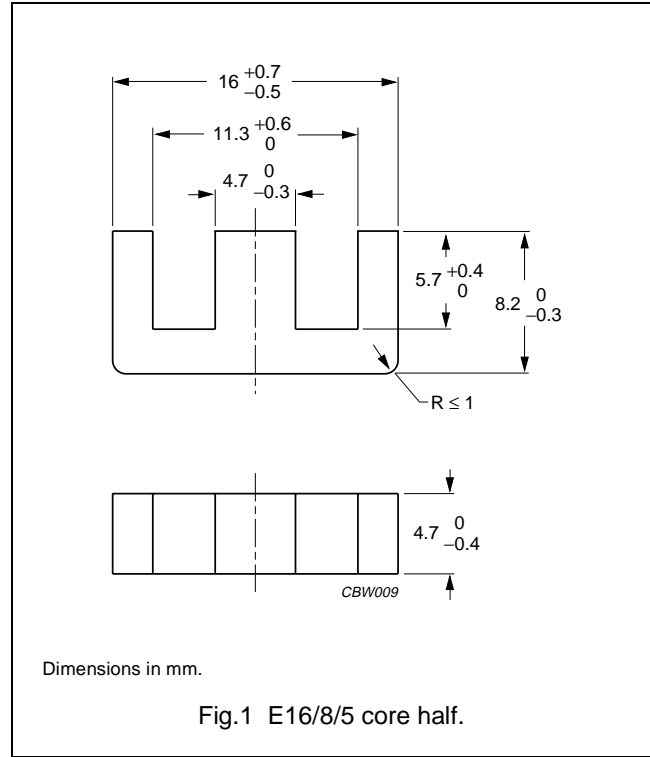 16 +0.7 −0.5
11.3 +0.6 0
4.7 0 −0.3
5.7 +0.4 0
8.2 0 −0.3
R ≤ 1
4.7 0 −0.4
CBW009
Dimensions in mm.
Fig.1 E16/8/5 core half.